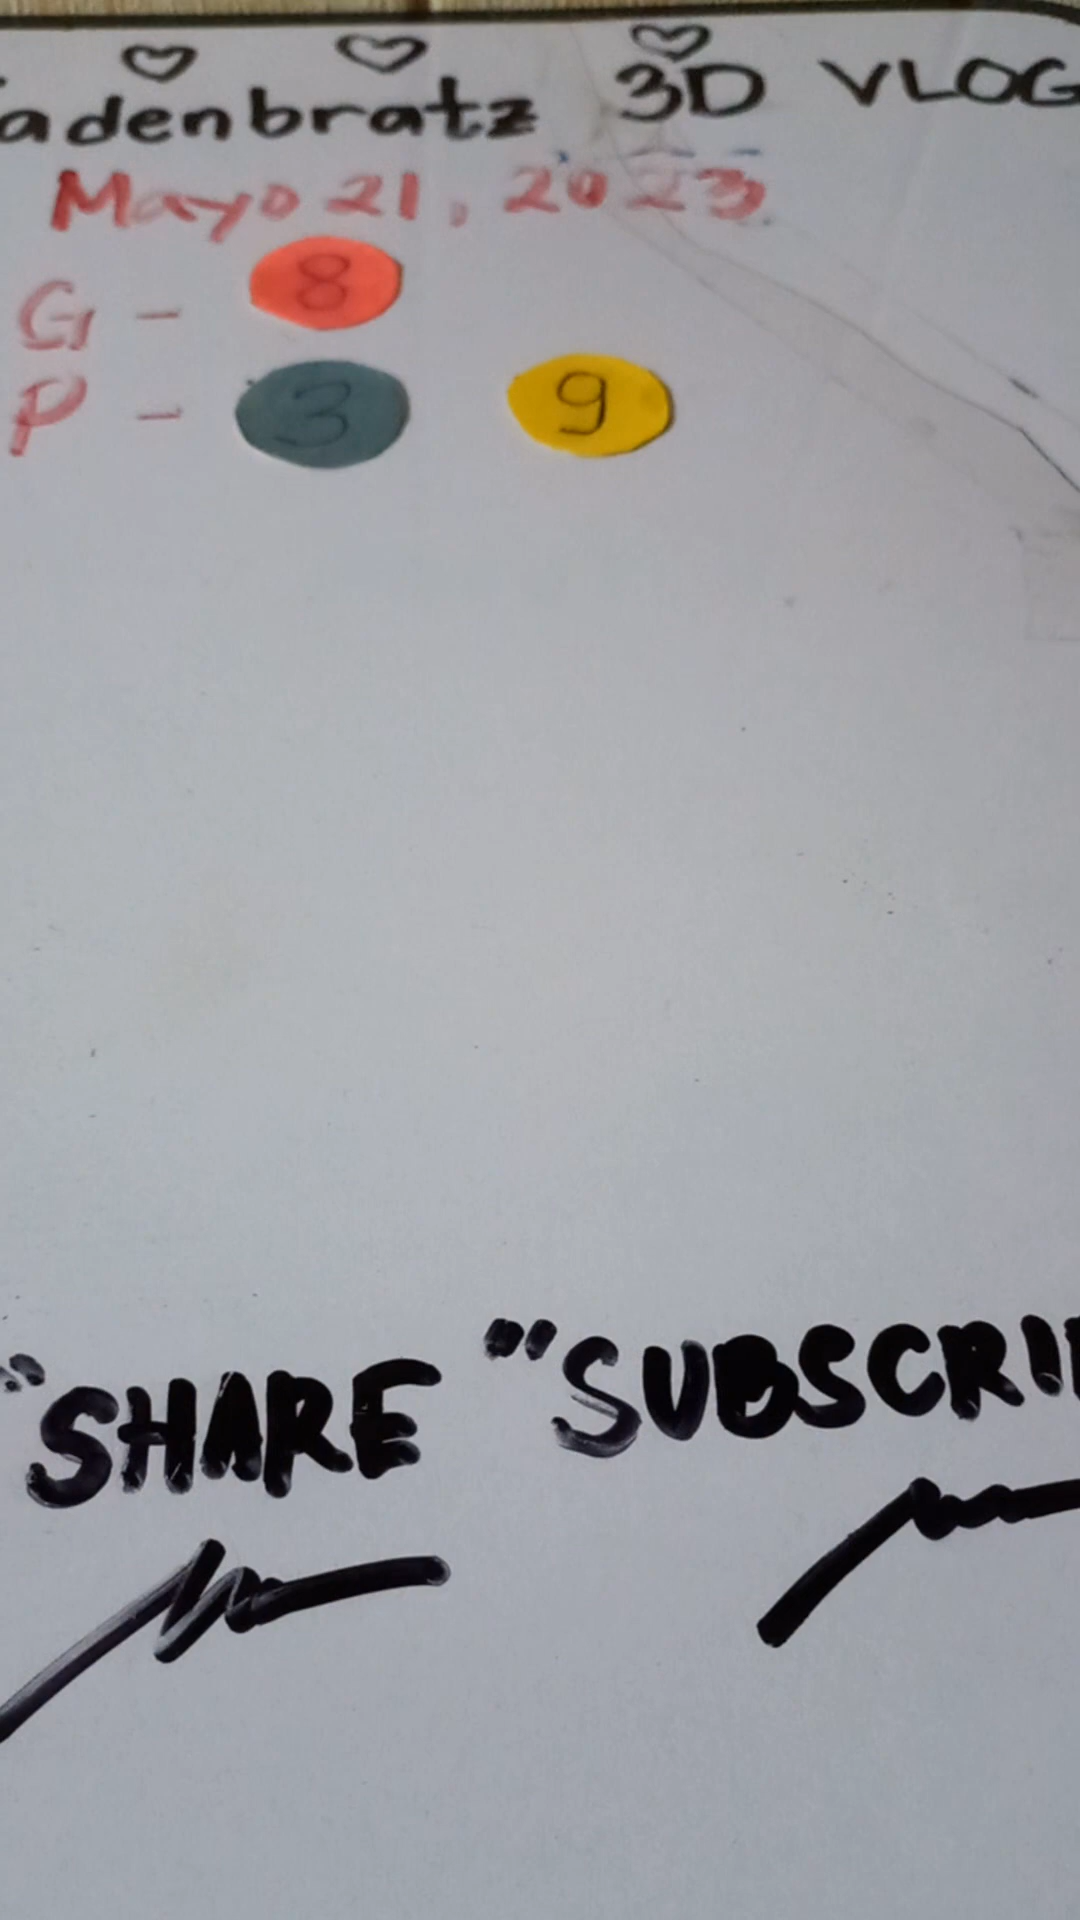 adenbratz 3D VLOG
Mayo 21, 2023
G - 8
P - 3 9
"SHARE "SUBSCRI